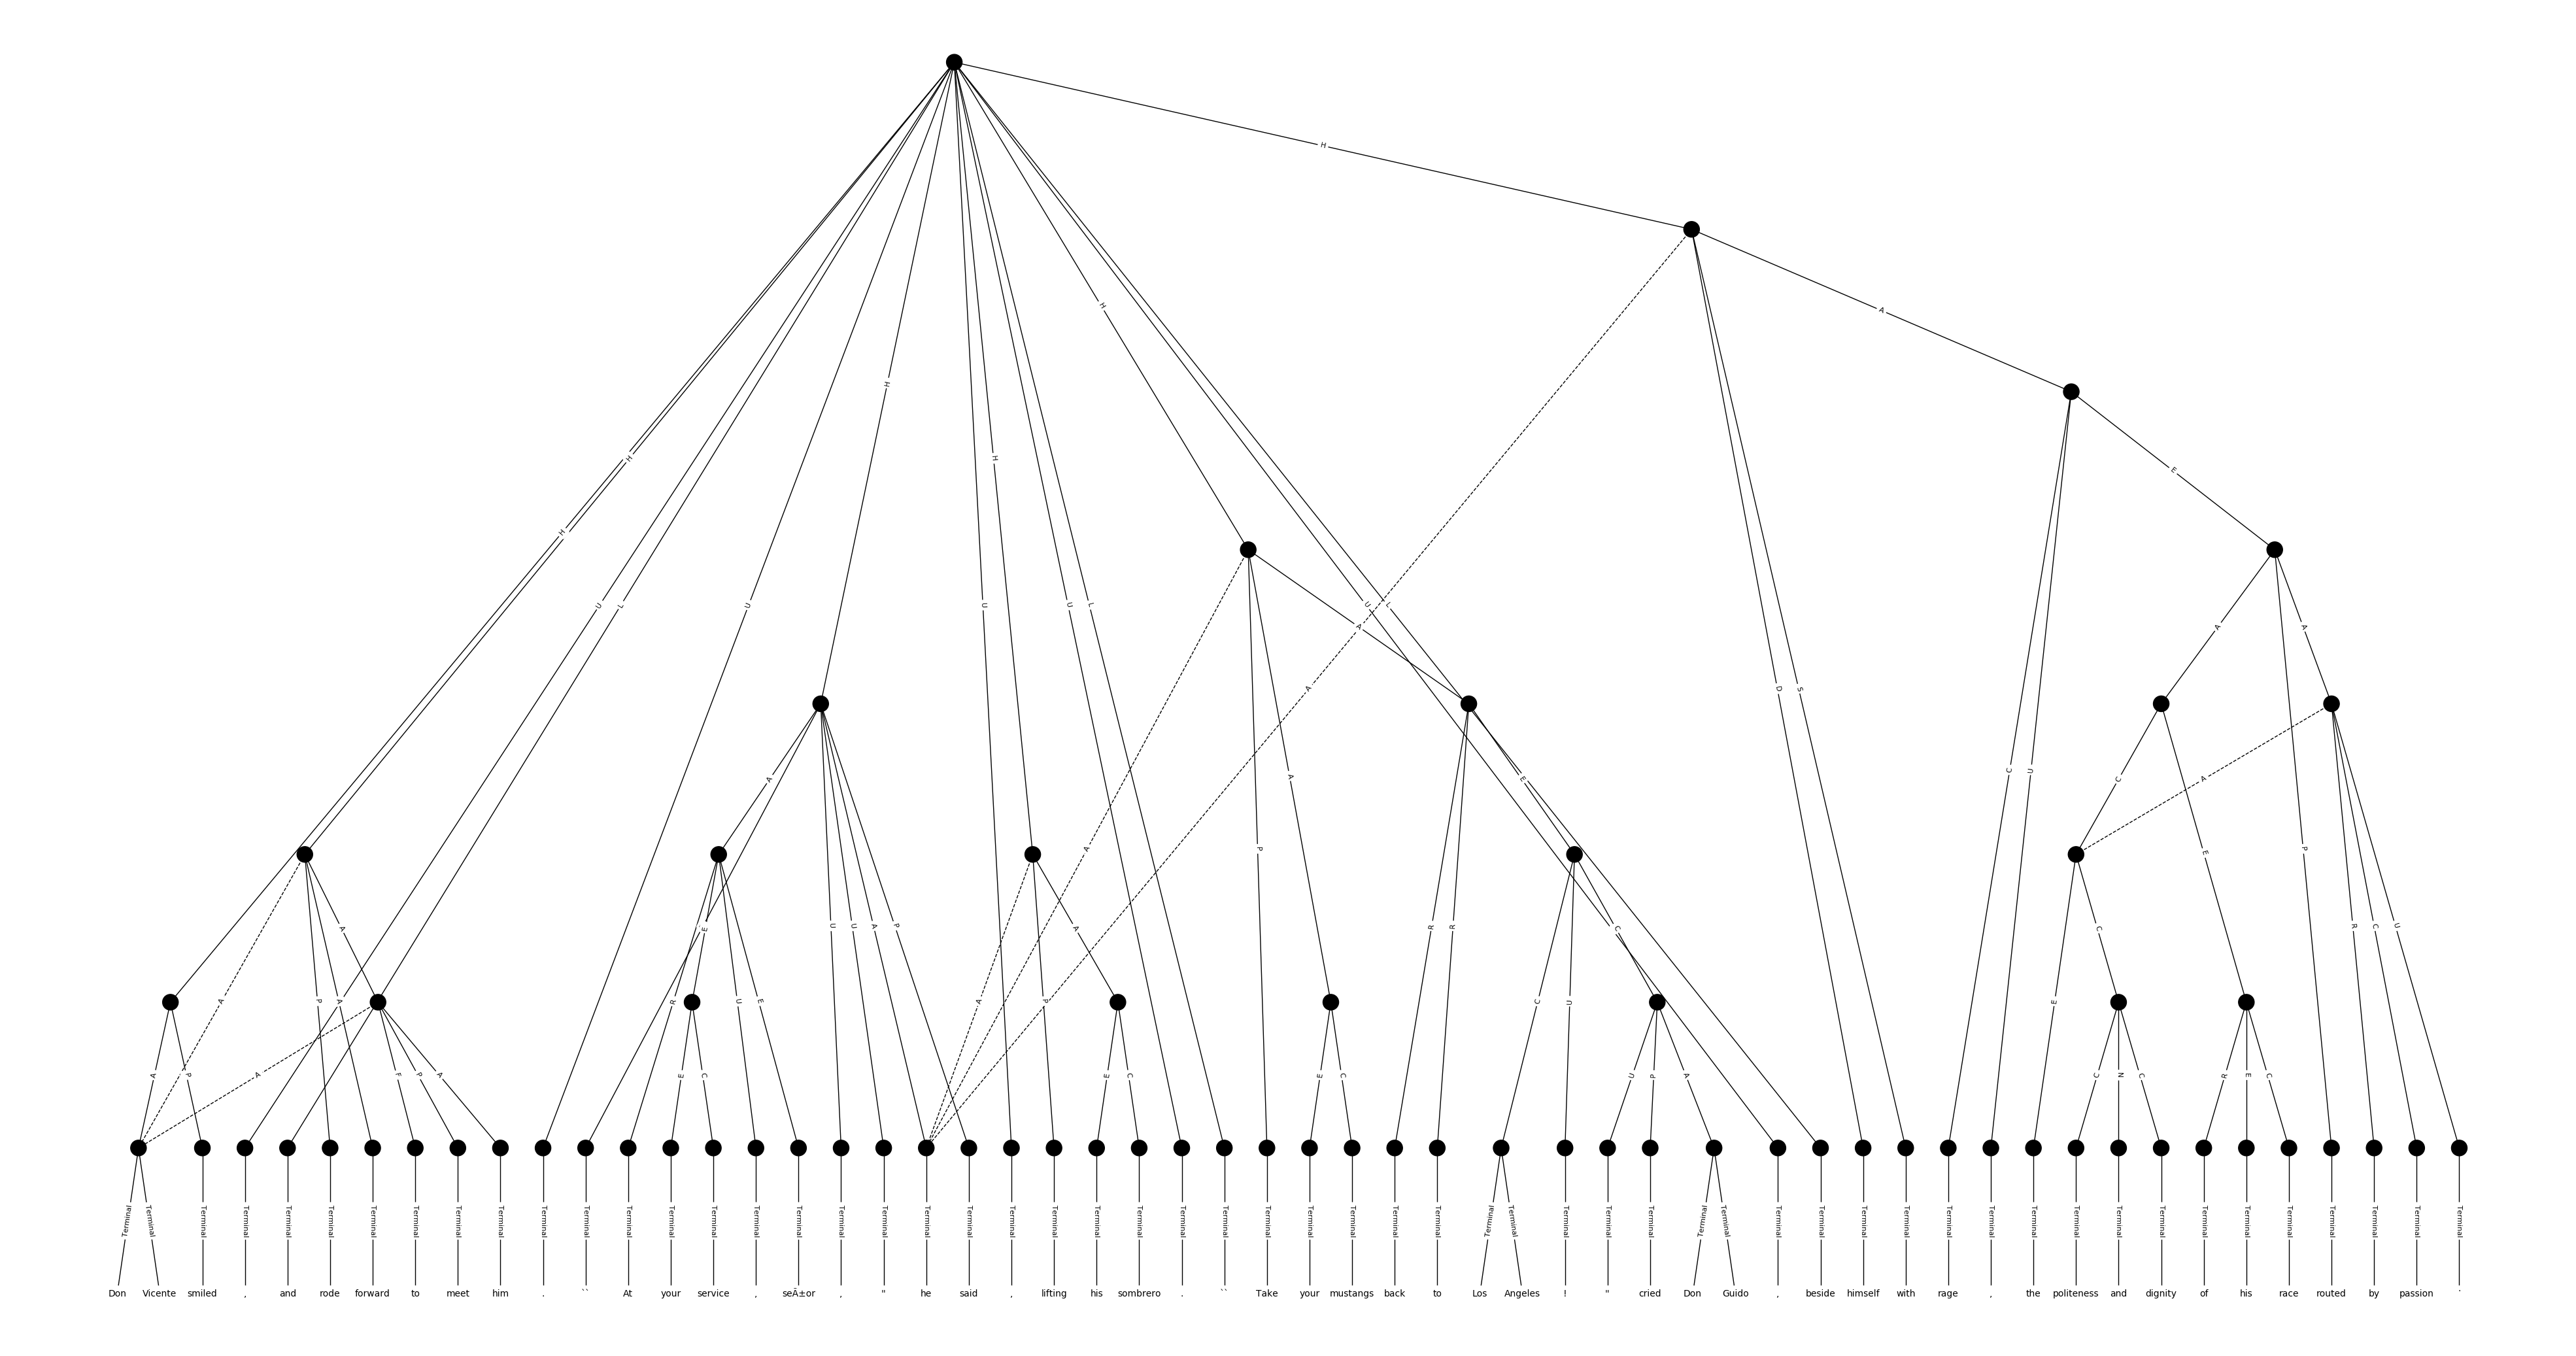 H
H
A
H
H
E
H
H
U
L
U
U
U
L
U
L
A
A
A
A
D
S
C
U
A
A
P
C
E
A
A
P
A
A
E
R
R
E
C
U
C
U
U
A
P
A
P
A
A
E
R
U
E
C
E
P
R
C
U
A
P
A
A
F
P
A
A
P
E
C
E
C
E
C
U
P
A
C
N
C
R
E
C
Terminal Terminal Terminal Terminal Terminal Terminal Terminal Terminal Terminal Terminal Terminal Terminal Terminal Terminal Terminal Terminal Terminal Terminal Terminal Terminal Terminal Terminal Terminal Terminal Terminal Terminal Terminal Terminal Terminal Terminal Terminal Terminal Terminal Terminal Terminal Terminal Terminal Terminal Terminal Terminal Terminal Terminal Terminal Terminal Terminal Terminal Terminal Terminal Terminal Terminal Terminal Terminal Terminal Terminal Terminal Terminal
Don Vicente smiled , and rode forward to meet him . `` At your service , seÃ±or , " he said , lifting his sombrero . `` Take your mustangs back to Los Angeles ! " cried Don Guido , beside himself with rage , the politeness and dignity of his race routed by passion .